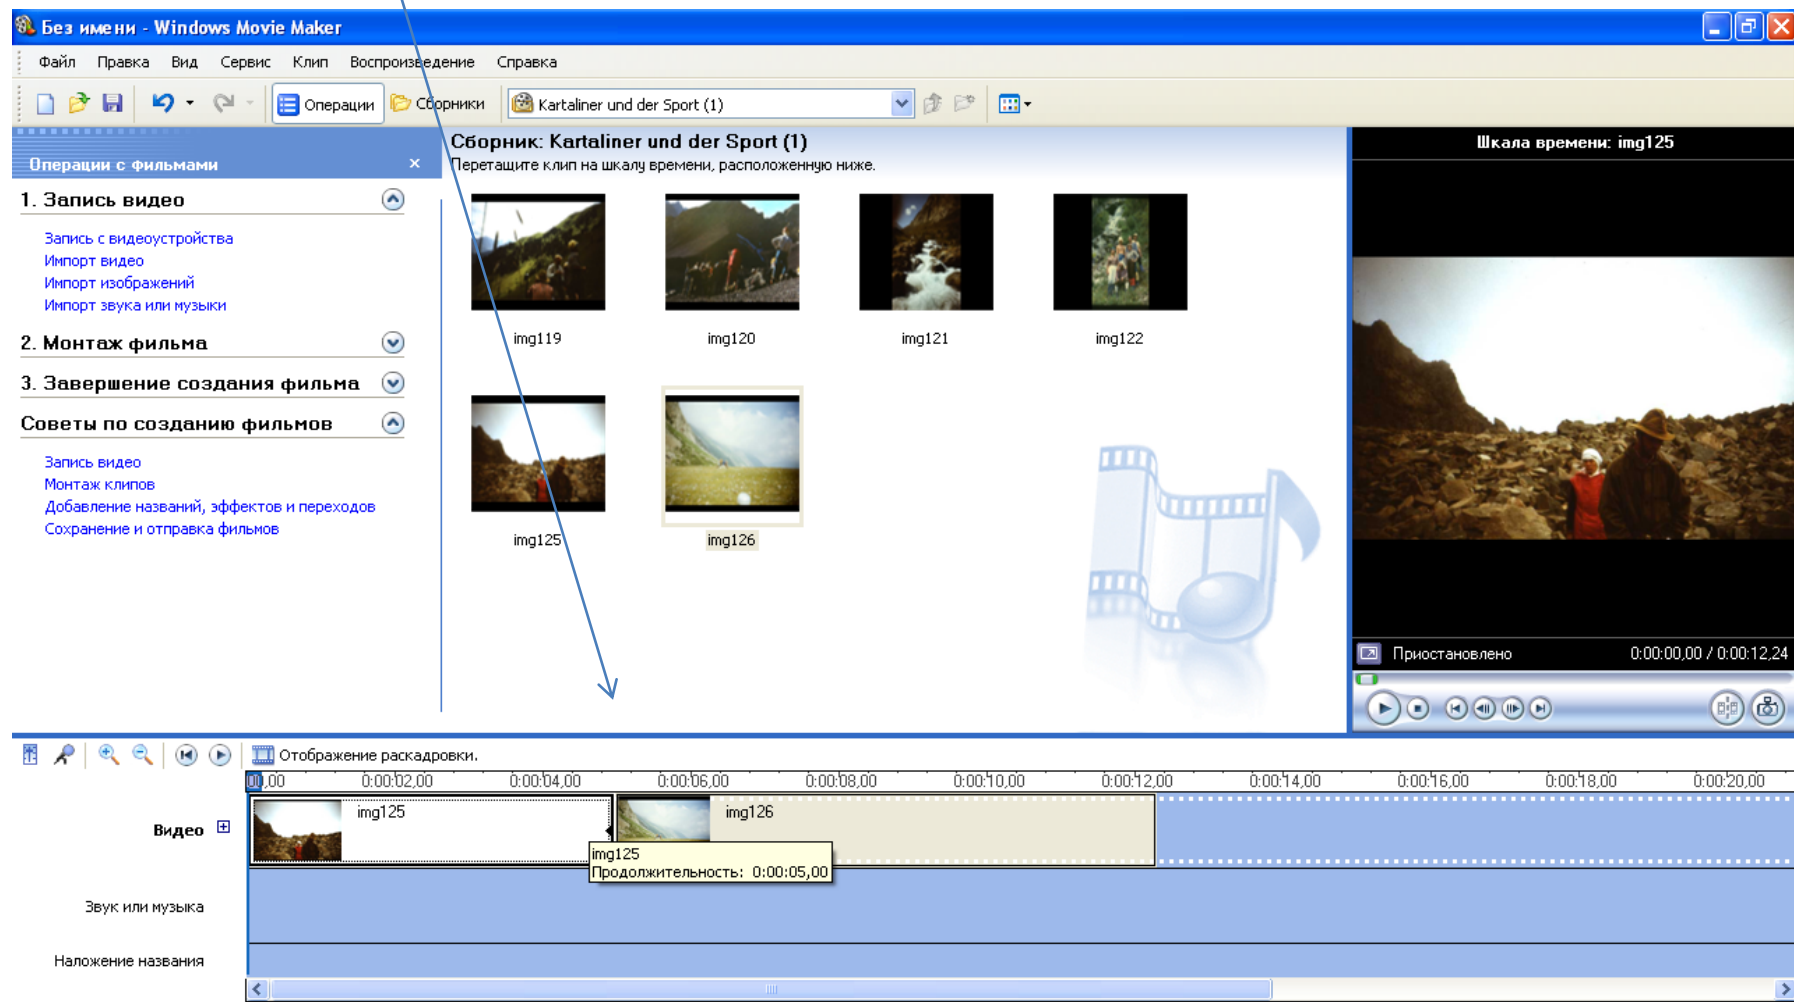 Без имени - Windows Movie Maker
Файл Правка Вид Сервис Клип Воспроизведение Справка
Операции Сборники Kartaliner und der Sport (1)
Операции с фильмами
1. Запись видео
Запись с видеоустройства
Импорт видео
Импорт изображений
Импорт звука или музыки
2. Монтаж фильма
3. Завершение создания фильма
Советы по созданию фильмов
Запись видео
Монтаж клипов
Добавление названий, эффектов и переходов
Сохранение и отправка фильмов
Сборник: Kartaliner und der Sport (1)
Перетащите клип на шкалу времени, расположенную ниже.
img119 img120 img121 img122
img125 img126
Шкала времени: img125
Приостановлено 0:00:00,00 / 0:00:12,24
Отображение раскадровки.
0:00:02,00 0:00:04,00 0:00:06,00 0:00:08,00 0:00:10,00 0:00:12,00 0:00:14,00 0:00:16,00 0:00:18,00 0:00:20,00
Видео
img125 img126
img125
Продолжительность: 0:00:05,00
Звук или музыка
Наложение названия